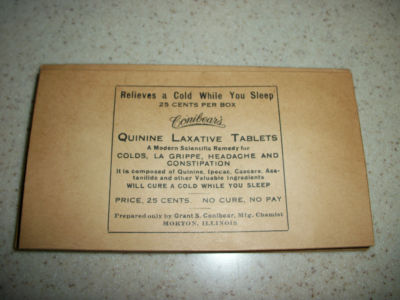 Relieves a Cold While You Sleep
25 CENTS PER BOX
Conibear's
QUININE LAXATIVE TABLETS
A Modern Scientific Remedy for
COLDS, LA GRIPPE, HEADACHE AND
CONSTIPATION
It is composed of Quinine, Ipecac, Cascara, Ace-
tanilide and other Valuable Ingredients
WILL CURE A COLD WHILE YOU SLEEP
PRICE, 25 CENTS. NO CURE, NO PAY
Prepared only by Grant S. Conibear, Mfg. Chemist
MORTON, ILLINOIS